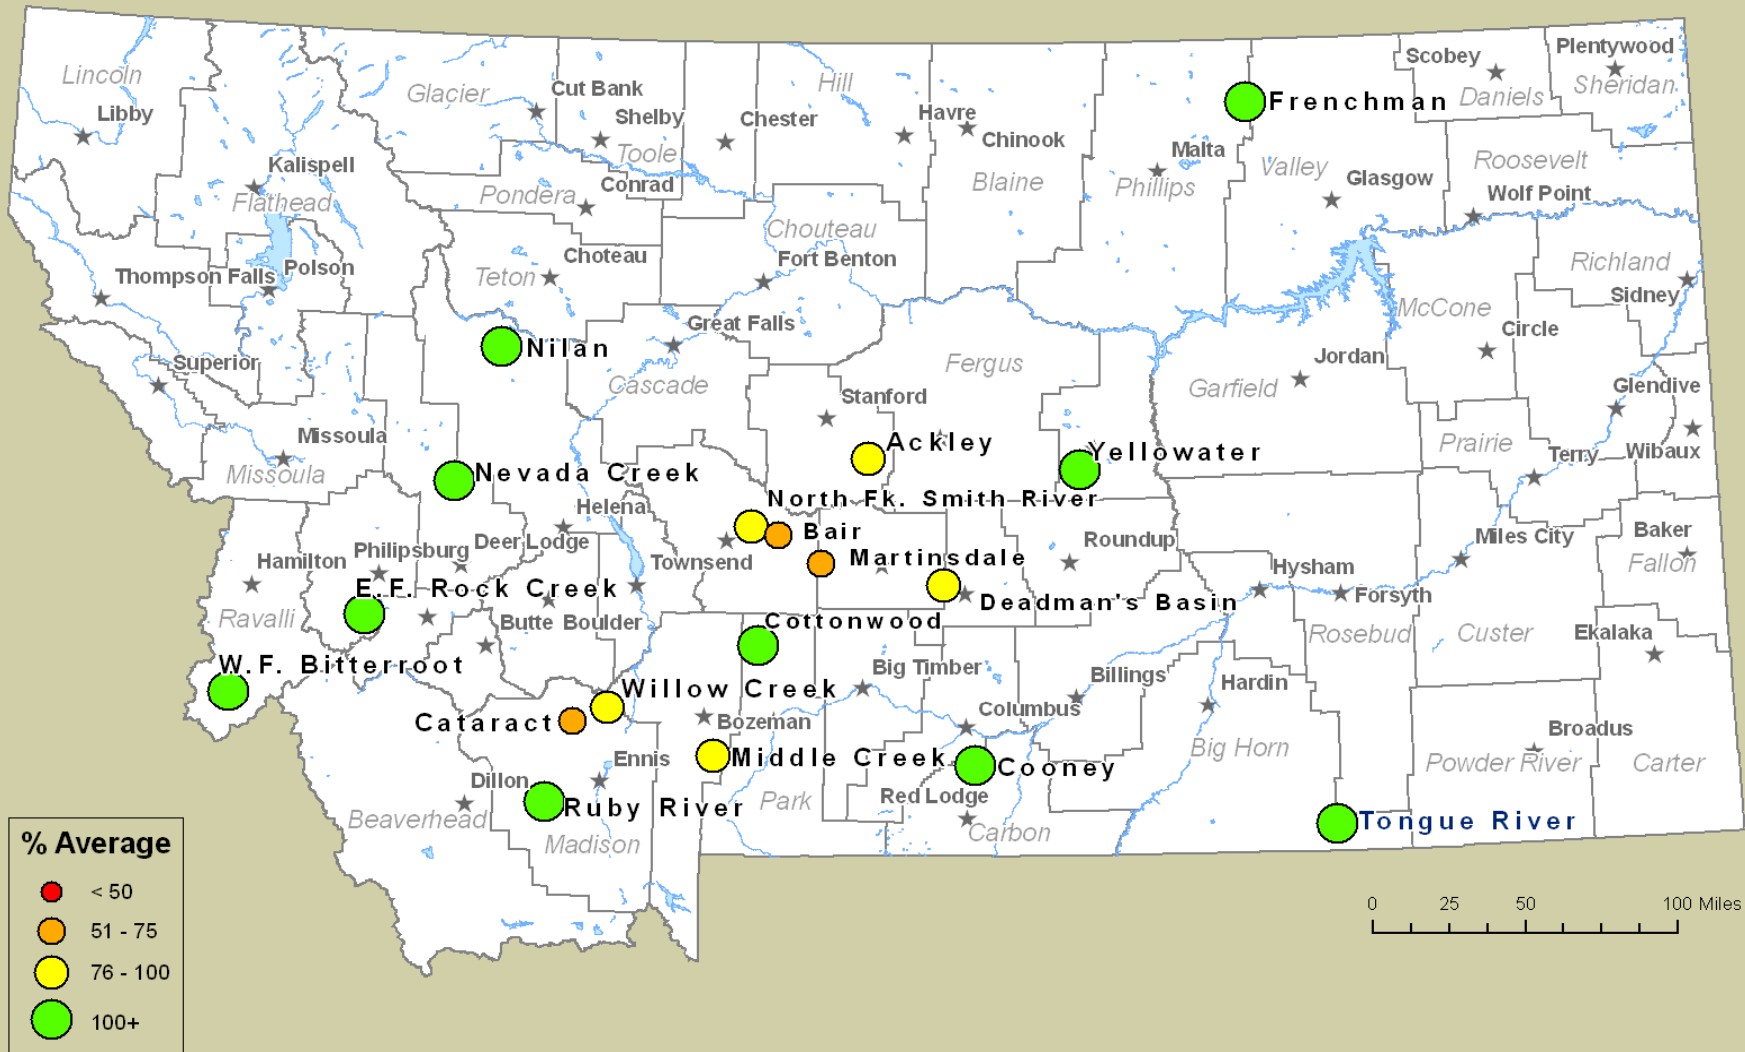 Plentywood
Scobey
Sheridan
Lincoln
Hill
Glacier
Cut Bank
Daniels
Frenchman
Libby
Shelby
Chester
Havre
Chinook
Toole
Malta
Kalispell
Valley
Roosevelt
Conrad
Pondera
Blaine
Phillips
Glasgow
Wolf Point
Flathead
Chouteau
Choteau
Fort Benton
Richland
Thompson Falls
Polson
Teton
Sidney
McCone
Great Falls
Circle
Nilan
Superior
Fergus
Jordan
Cascade
Garfield
Glendive
Stanford
Missoula
Ackley
Yellowater
Prairie
Terry
Wibaux
Missoula
Nevada Creek
North Fk. Smith River
Helena
Bair
Baker
Philipsburg
Deer Lodge
Roundup
Miles City
Hamilton
Townsend
Martinsdale
Hysham
Fallon
E.F. Rock Creek
Deadman's Basin
Forsyth
Ravalli
Butte
Boulder
Cottonwood
Rosebud
Custer
Ekalaka
W.F. Bitterroot
Big Timber
Billings
Hardin
Willow Creek
Cataract
Bozeman
Columbus
Broadus
Ennis
Middle Creek
Cooney
Big Horn
Powder River
Carter
Dillon
Ruby River
Park
Red Lodge
Beaverhead
Madison
Carbon
Tongue River
% Average
< 50
51 - 75
76 - 100
100+
0 25 50 100 Miles